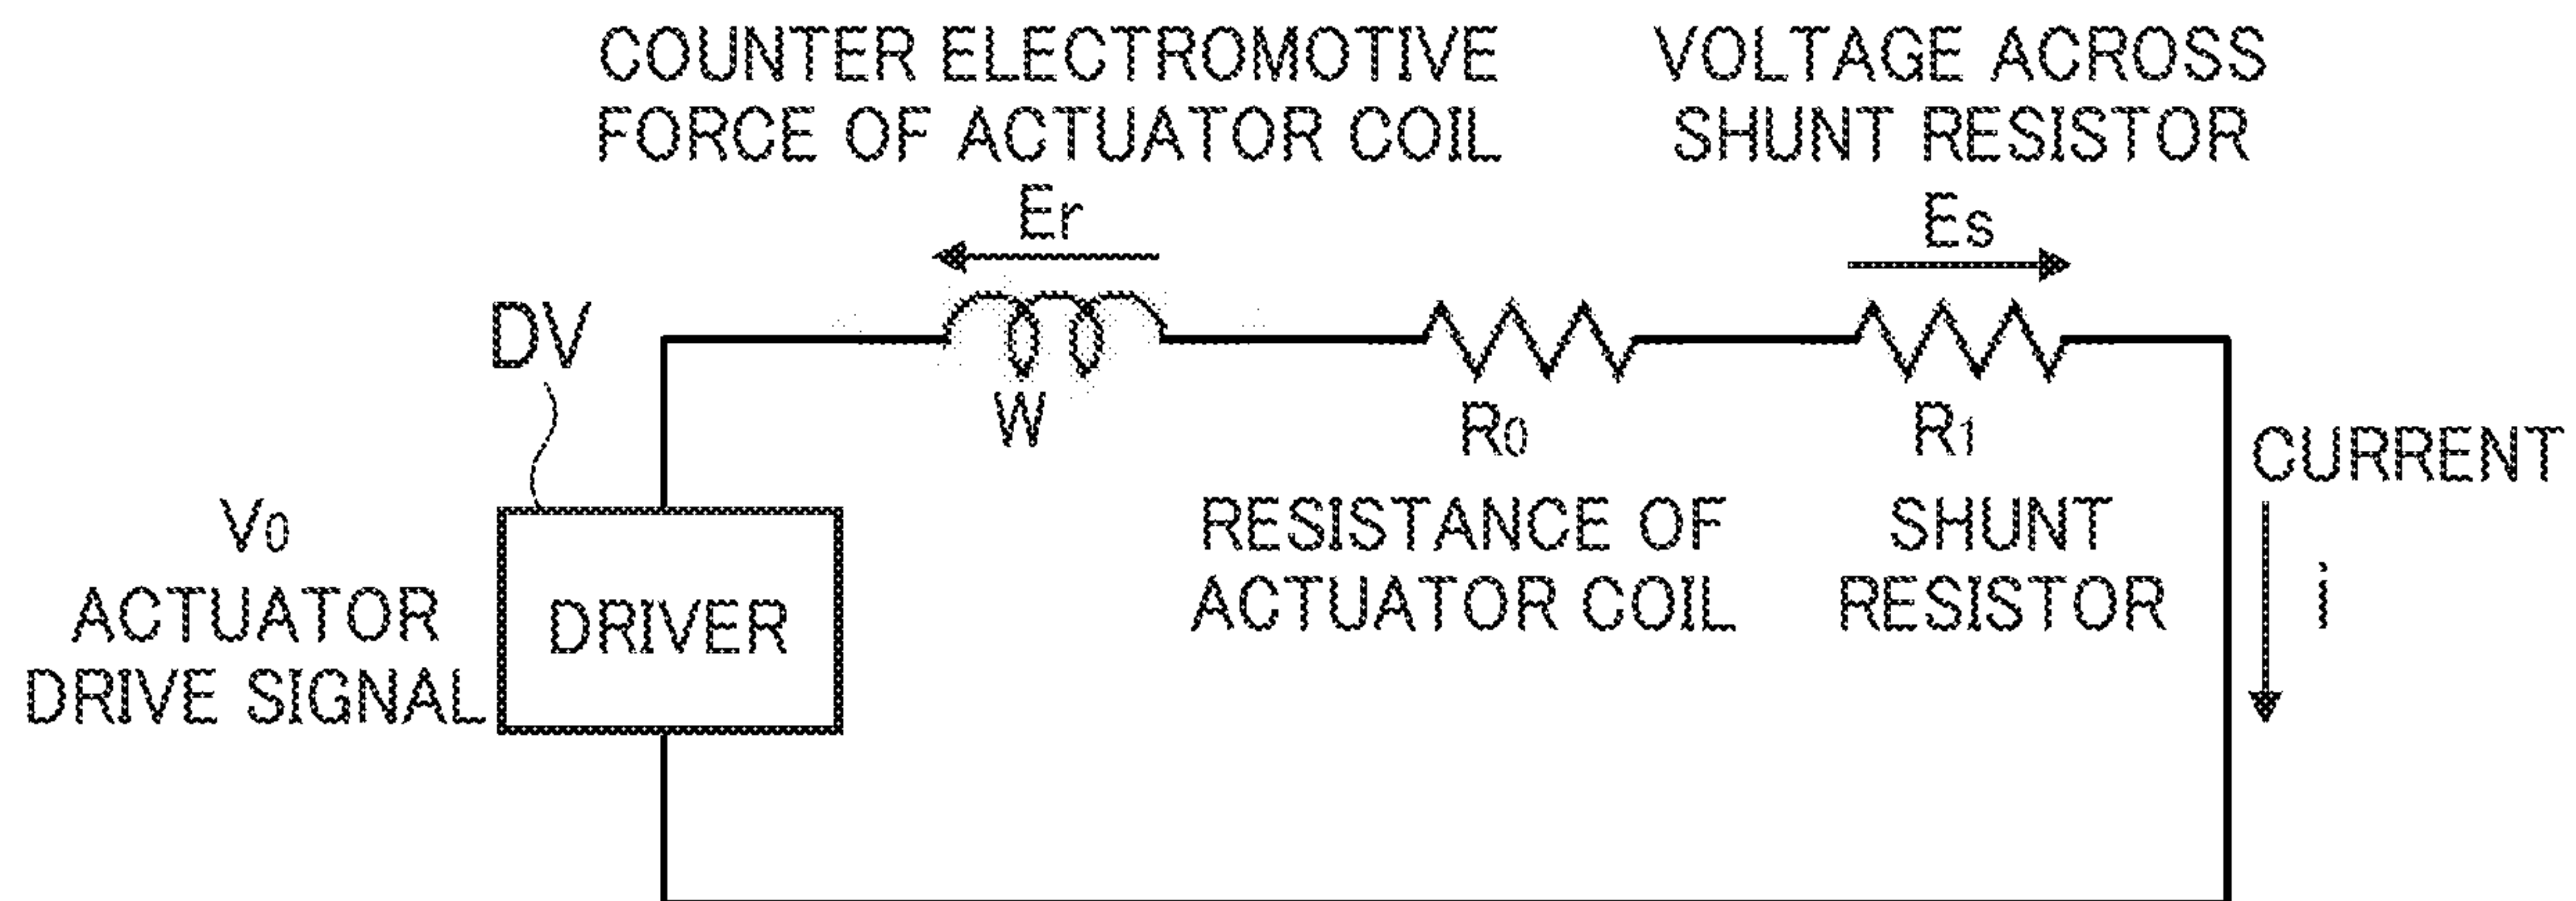 COUNTER ELECTROMOTIVE
FORCE OF ACTUATOR COIL
Er
VOLTAGE ACROSS
SHUNT RESISTOR
Es
DV
W
R0
RESISTANCE OF
ACTUATOR COIL
R1
SHUNT
RESISTOR
CURRENT
i
V0
ACTUATOR
DRIVE SIGNAL
DRIVER